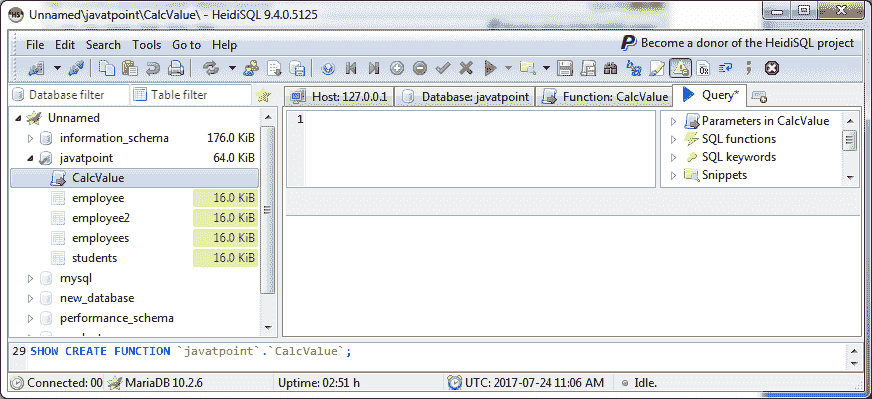 Unnamed\javatpoint\CalcValue\ - HeidiSQL 9.4.0.5125
File Edit Search Tools Go to Help
Become a donor of the HeidiSQL project
Database filter
Table filter
Host: 127.0.0.1
Database: javatpoint
Function: CalcValue
Query*
Unnamed
information_schema 176.0 KiB
javatpoint 64.0 KiB
CalcValue
employee 16.0 KiB
employee2 16.0 KiB
employees 16.0 KiB
students 16.0 KiB
mysql
new_database
performance_schema
1
Parameters in CalcValue
SQL functions
SQL keywords
Snippets
29 SHOW CREATE FUNCTION `javatpoint`.`CalcValue`;
Connected: 00
MariaDB 10.2.6
Uptime: 02:51 h
UTC: 2017-07-24 11:06 AM
Idle.